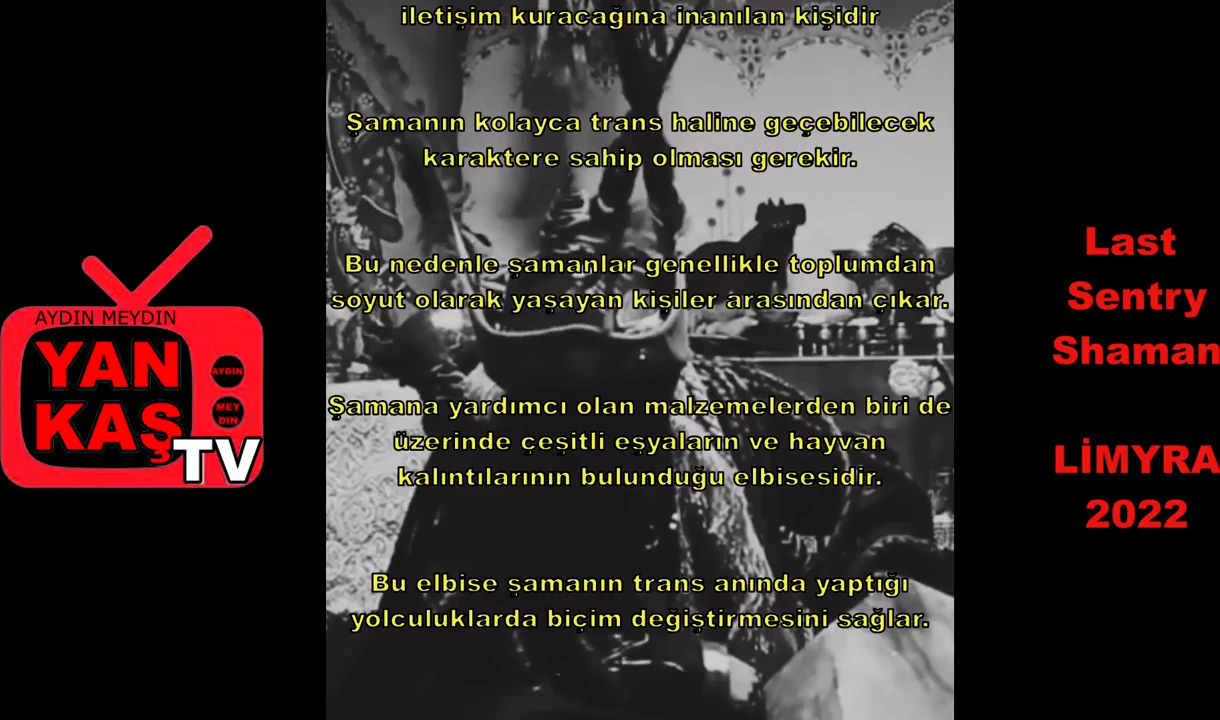 iletişim kuracağına inanılan kişidir
Şamanın kolayca trans haline geçebilecek
karaktere sahip olması gerekir.
Bu nedenle şamanlar genellikle toplumdan
soyut olarak yaşayan kişiler arasından çıkar.
Şamana yardımcı olan malzemelerden biri de
üzerinde çeşitli eşyaların ve hayvan
kalıntılarının bulunduğu elbisesidir.
Bu elbise şamanın trans anında yaptığı
yolculuklarda biçim değiştirmesini sağlar.
AYDIN MEYDIN
YAN
KAŞ
TV
AYDIN
MEY
DIN
Last
Sentry
Shaman
LİMYRA
2022